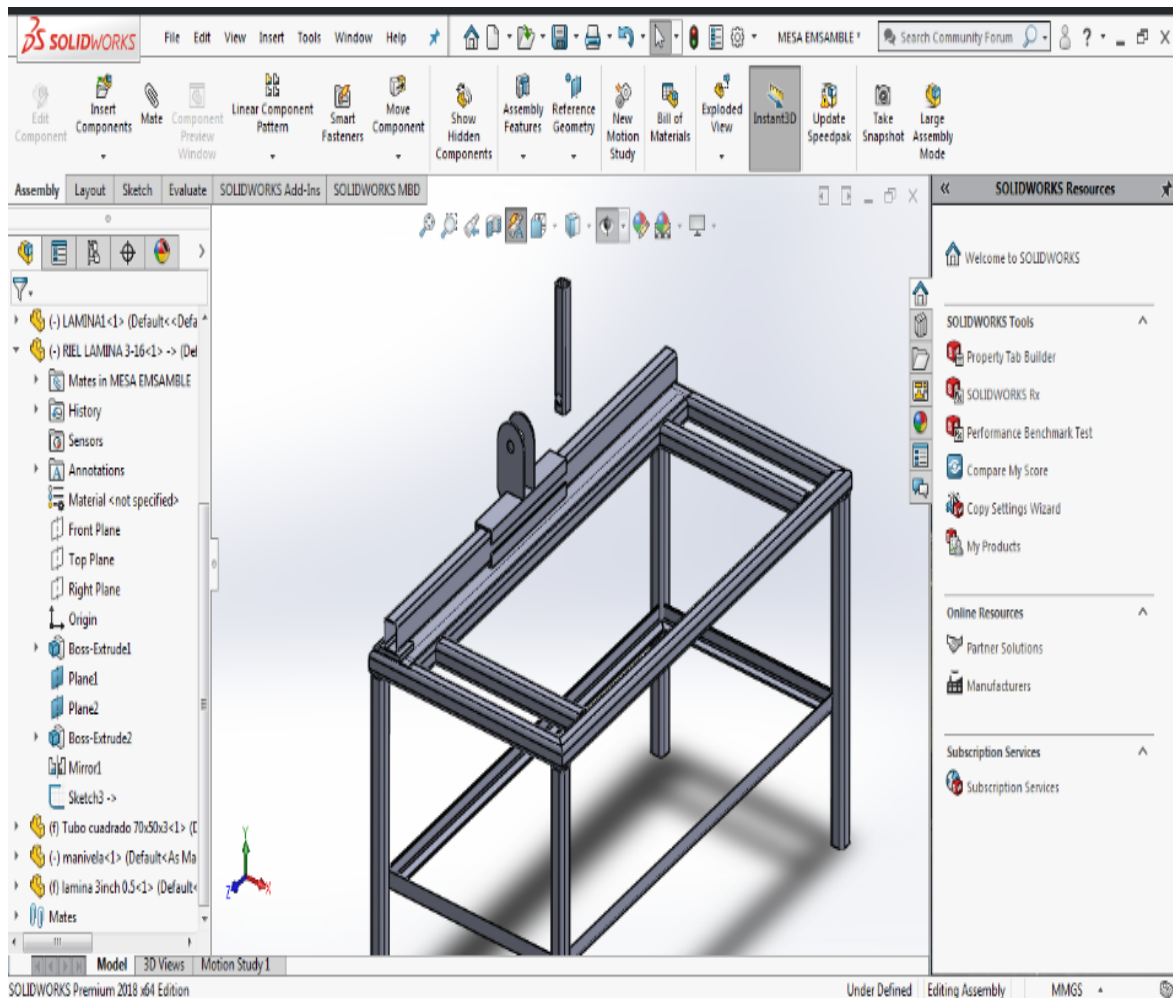 SOLIDWORKS File Edit View Insert Tools Window Help MESA EMSAMBLE * Search Community Forum ?
Edit Component
Insert Components
Mate
Component Preview Window
Linear Component Pattern
Smart Fasteners
Move Component
Show Hidden Components
Assembly Features
Reference Geometry
New Motion Study
Bill of Materials
Exploded View
Instant3D
Update Speedpak
Take Snapshot
Large Assembly Mode
Assembly Layout Sketch Evaluate SOLIDWORKS Add-Ins SOLIDWORKS MBD
(-) LAMINA1<1> (Default<<Defa
(-) RIEL LAMINA 3-16<1> -> (Def
Mates in MESA EMSAMBLE
History
Sensors
Annotations
Material <not specified>
Front Plane
Top Plane
Right Plane
Origin
Boss-Extrude1
Plane1
Plane2
Boss-Extrude2
Mirror1
Sketch3 ->
(f) Tubo cuadrado 70x50x3<1> (D
(-) manivela<1> (Default<As Ma
(f) lamina 3inch 0.5<1> (Default<
Mates
Y
Z
X
SOLIDWORKS Resources
Welcome to SOLIDWORKS
SOLIDWORKS Tools
Property Tab Builder
SOLIDWORKS Rx
Performance Benchmark Test
Compare My Score
Copy Settings Wizard
My Products
Online Resources
Partner Solutions
Manufacturers
Subscription Services
Subscription Services
Model 3D Views Motion Study 1
SOLIDWORKS Premium 2018 x64 Edition Under Defined Editing Assembly MMGS